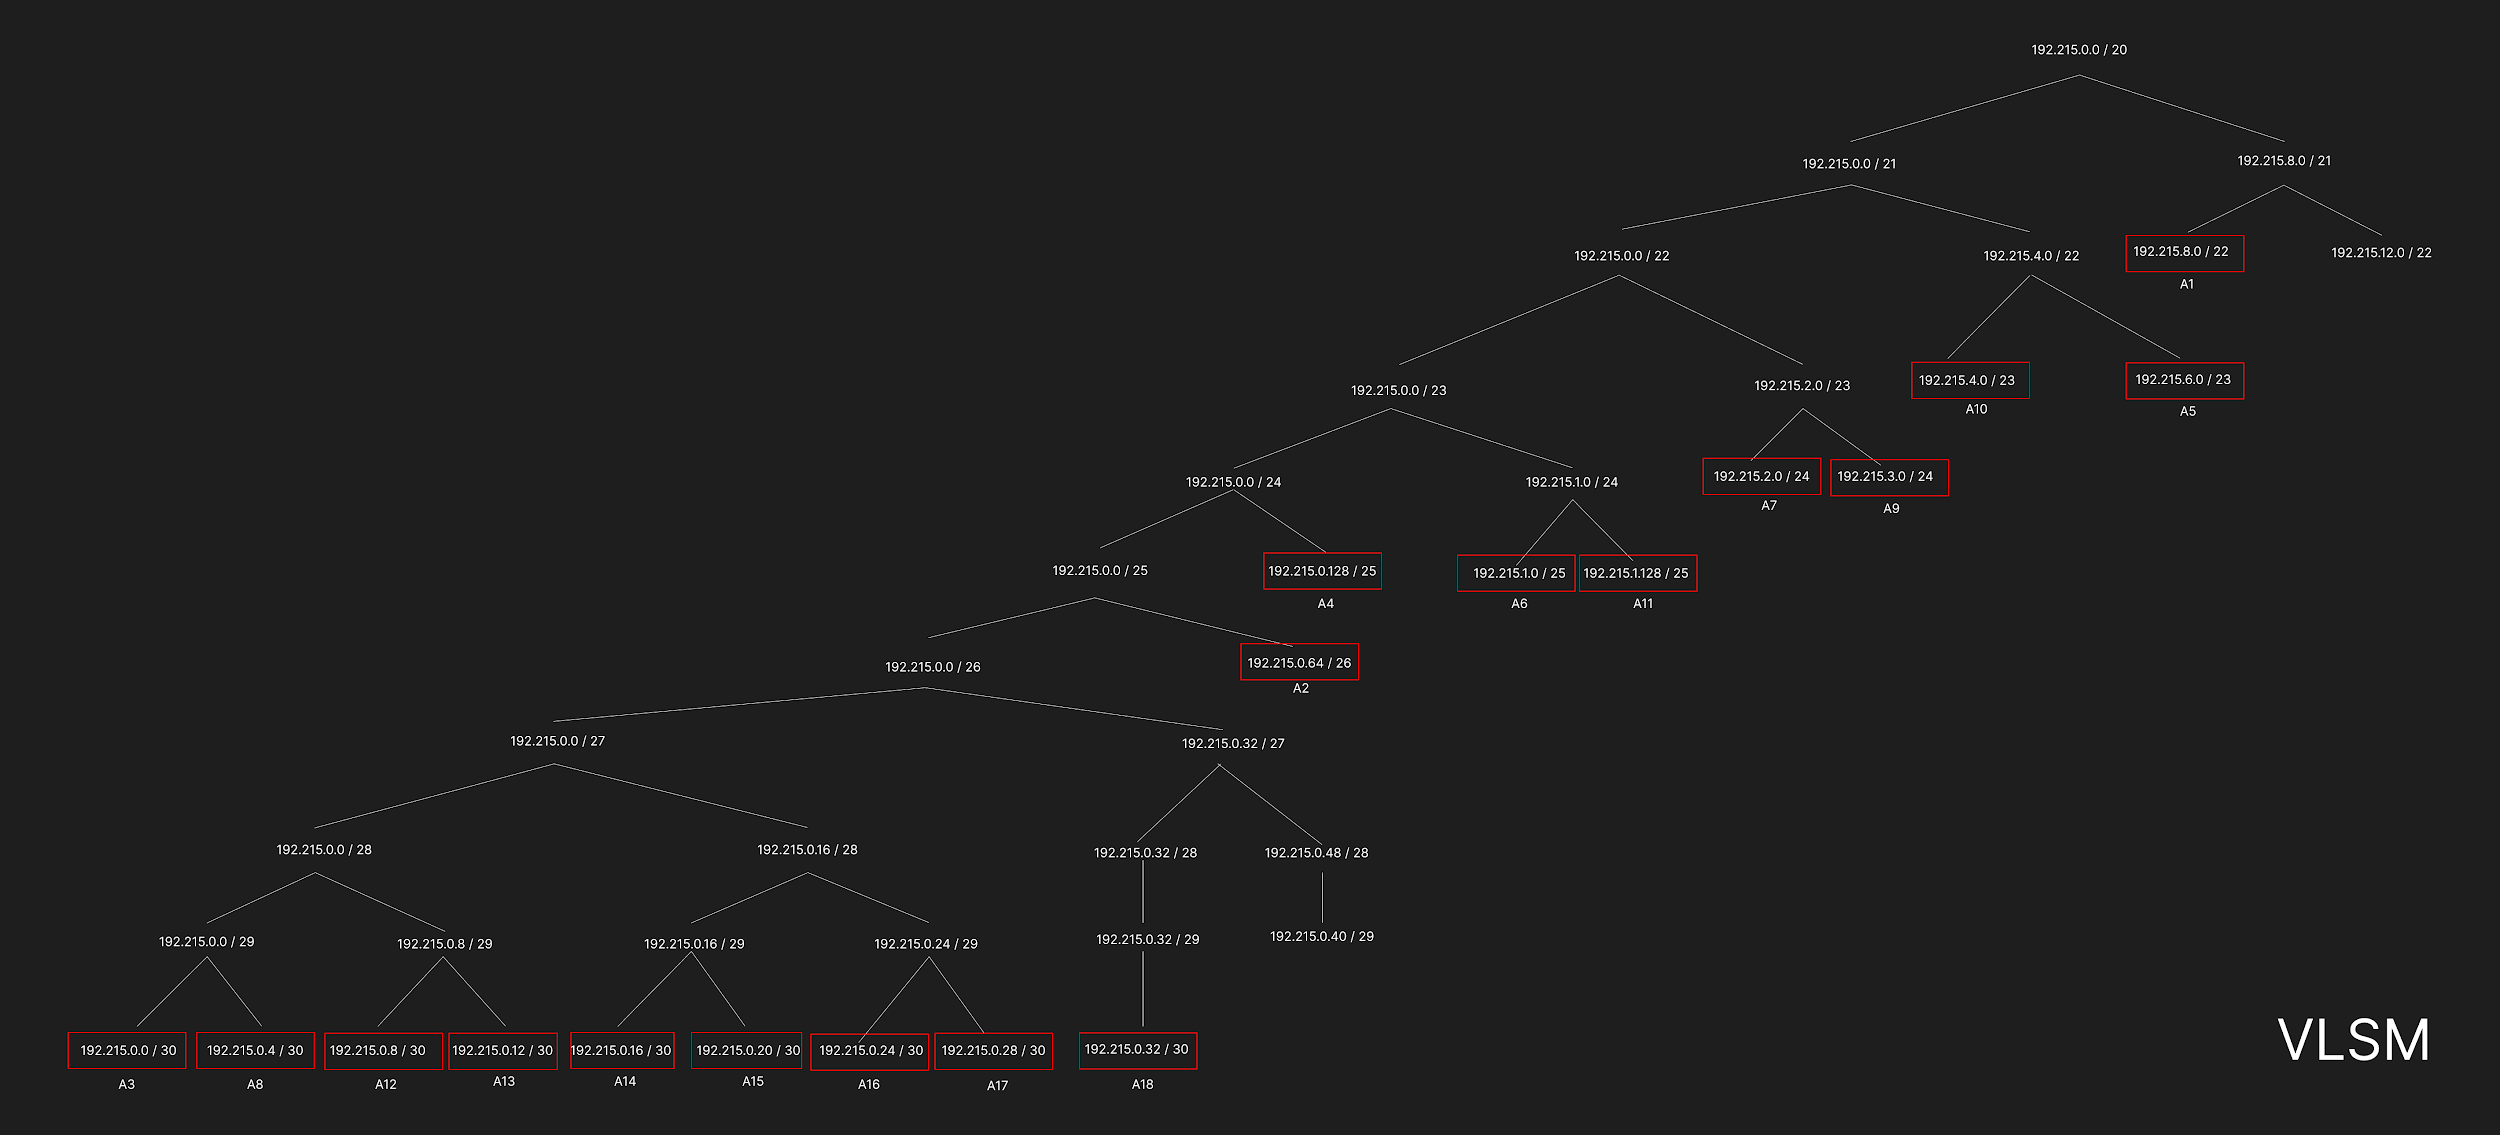 192.215.0.0 / 20
192.215.0.0 / 21
192.215.8.0 / 21
192.215.0.0 / 22
192.215.4.0 / 22
192.215.8.0 / 22
192.215.12.0 / 22
A1
192.215.0.0 / 23
192.215.2.0 / 23
192.215.4.0 / 23
192.215.6.0 / 23
A10
A5
192.215.0.0 / 24
192.215.1.0 / 24
192.215.2.0 / 24
192.215.3.0 / 24
A7
A9
192.215.0.0 / 25
192.215.0.128 / 25
192.215.1.0 / 25
192.215.1.128 / 25
A4
A6
A11
192.215.0.0 / 26
192.215.0.64 / 26
A2
192.215.0.0 / 27
192.215.0.32 / 27
192.215.0.0 / 28
192.215.0.16 / 28
192.215.0.32 / 28
192.215.0.48 / 28
192.215.0.0 / 29
192.215.0.8 / 29
192.215.0.16 / 29
192.215.0.24 / 29
192.215.0.32 / 29
192.215.0.40 / 29
192.215.0.0 / 30
192.215.0.4 / 30
192.215.0.8 / 30
192.215.0.12 / 30
192.215.0.16 / 30
192.215.0.20 / 30
192.215.0.24 / 30
192.215.0.28 / 30
192.215.0.32 / 30
A3
A8
A12
A13
A14
A15
A16
A17
A18
VLSM